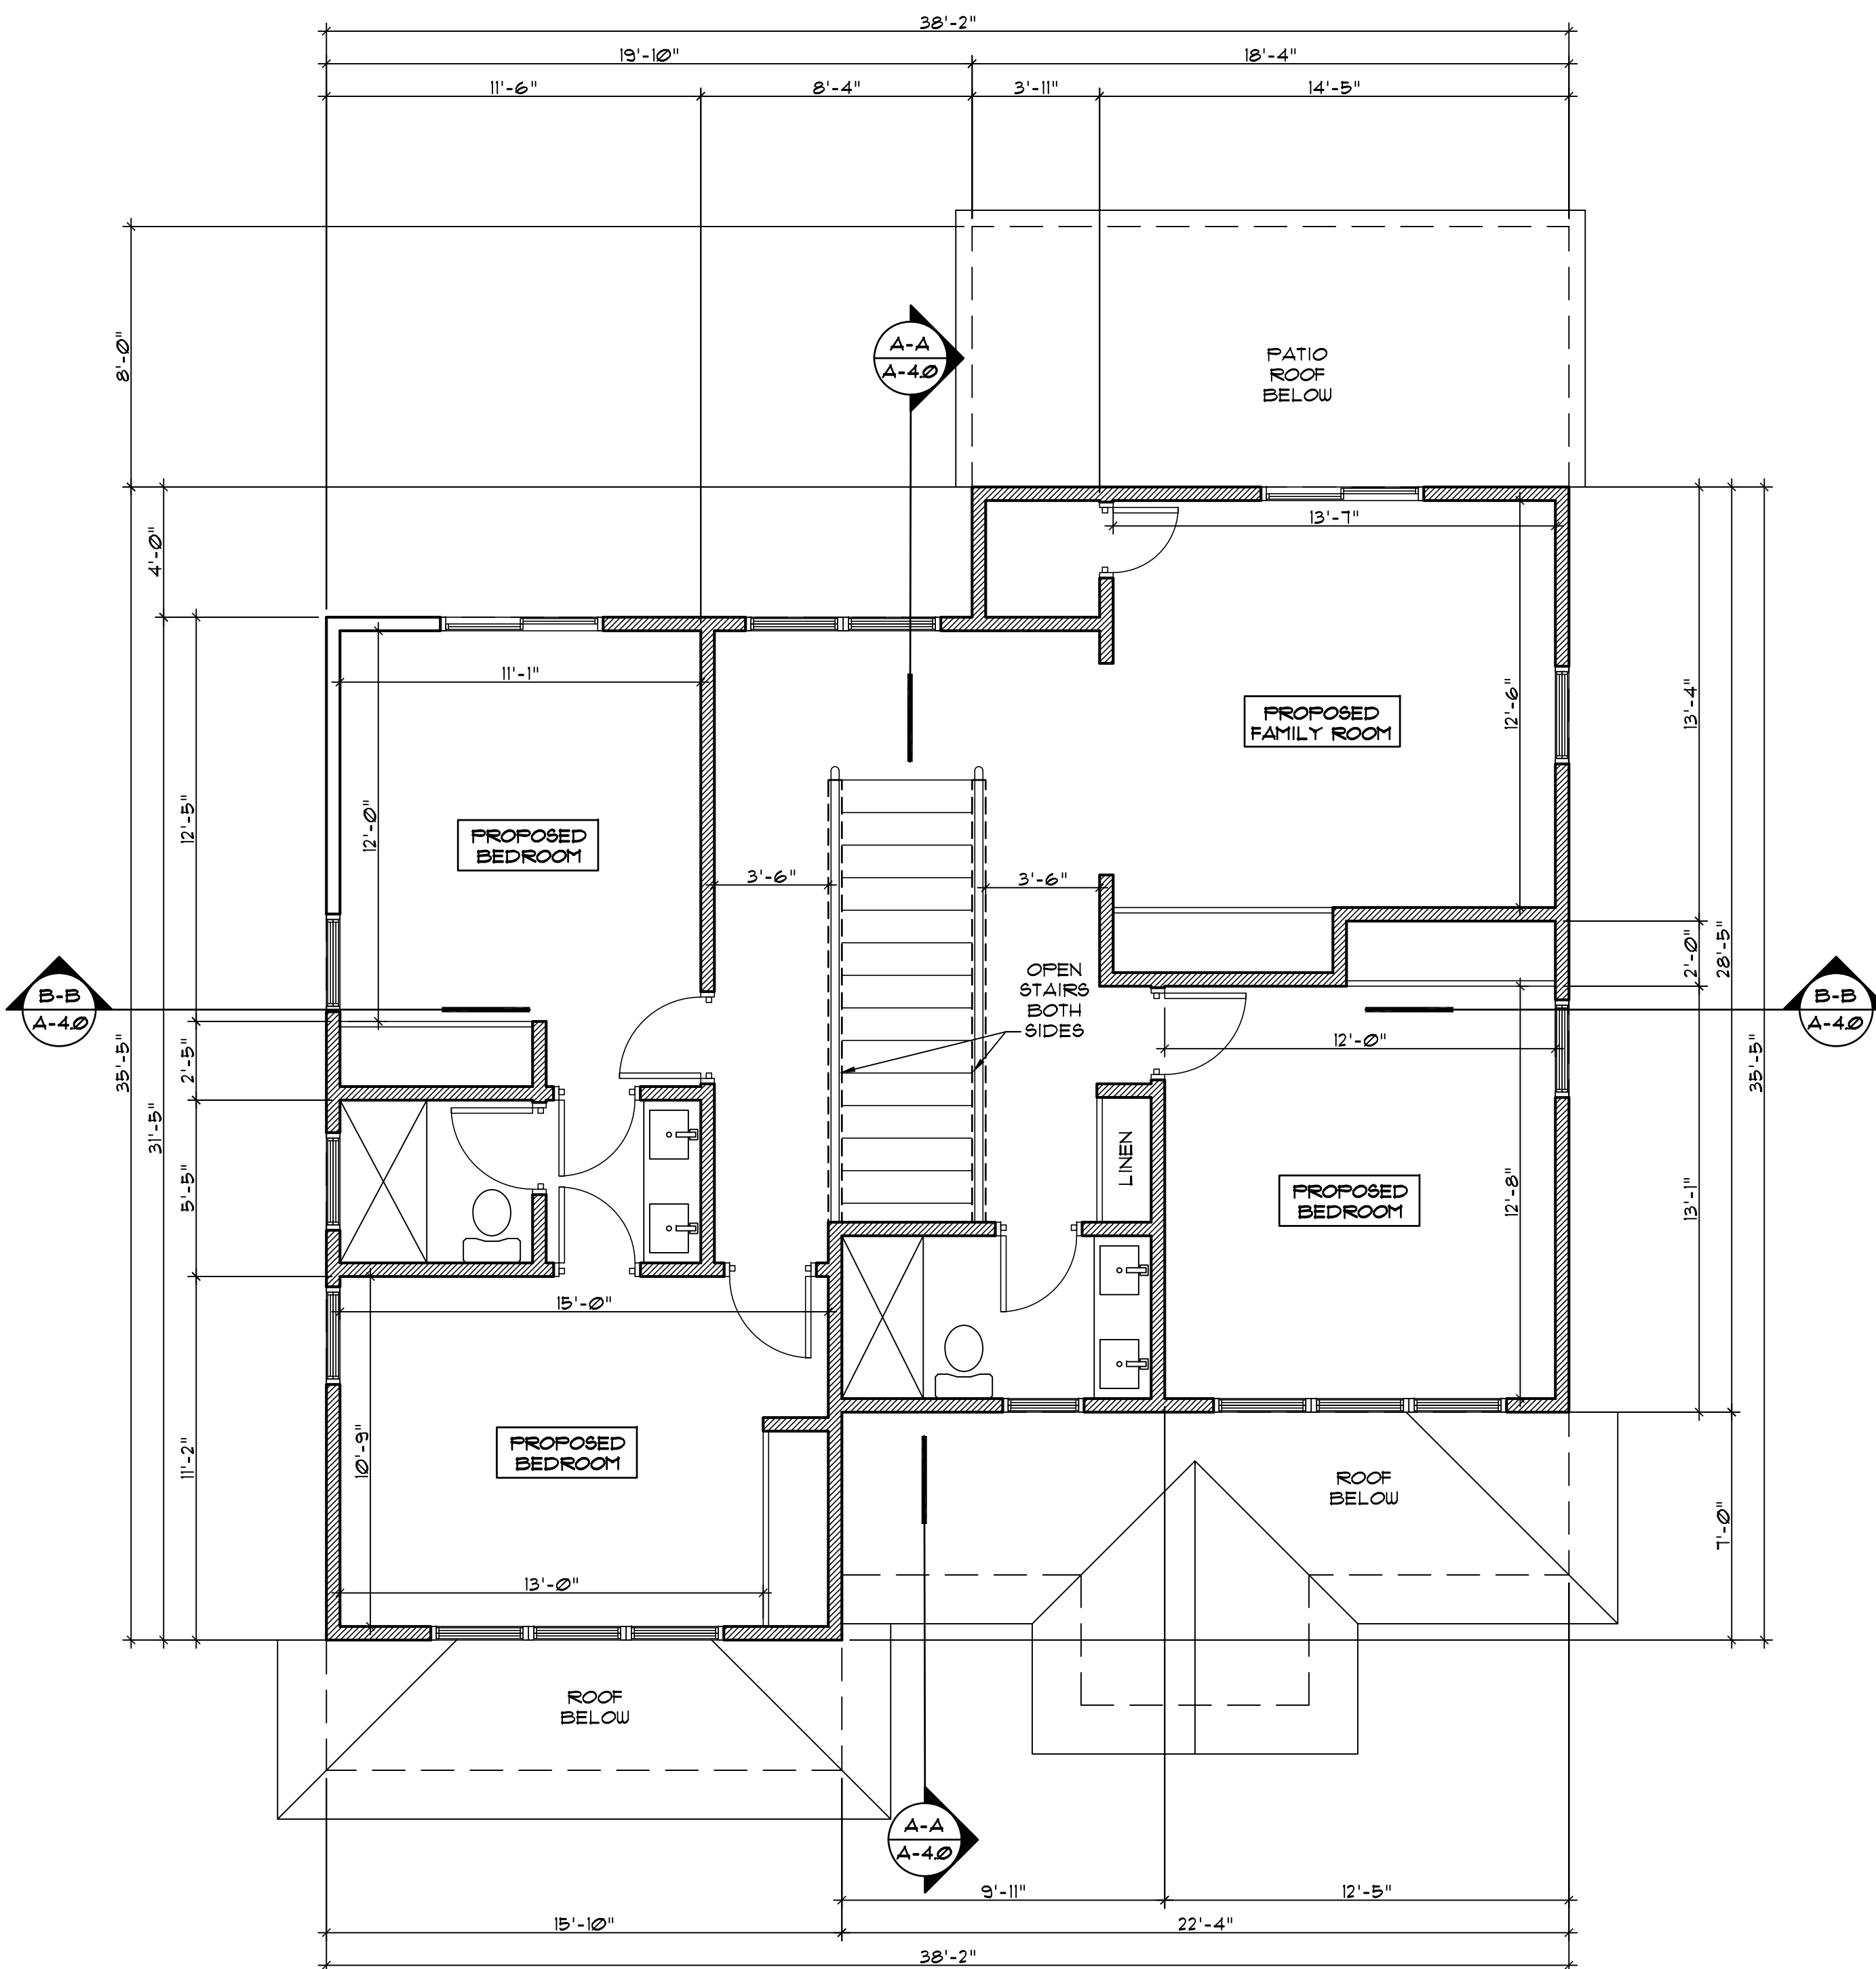 38'-2"
19'-10"
18'-4"
11'-6"
8'-4"
3'-11"
14'-5"
8'-0"
A-A
A-4.0
PATIO
ROOF
BELOW
4'-0"
13'-7"
11'-1"
12'-6"
13'-4"
PROPOSED
FAMILY ROOM
12'-5"
12'-0"
PROPOSED
BEDROOM
3'-6"
3'-6"
2'-0"
28'-5"
OPEN
STAIRS
BOTH
SIDES
B-B
A-4.0
B-B
A-4.0
35'-5"
31'-5"
2'-5"
12'-0"
35'-5"
5'-5"
LINEN
PROPOSED
BEDROOM
12'-8"
13'-1"
15'-0"
11'-2"
10'-9"
PROPOSED
BEDROOM
ROOF
BELOW
7'-0"
13'-0"
ROOF
BELOW
A-A
A-4.0
9'-11"
12'-5"
15'-10"
22'-4"
38'-2"